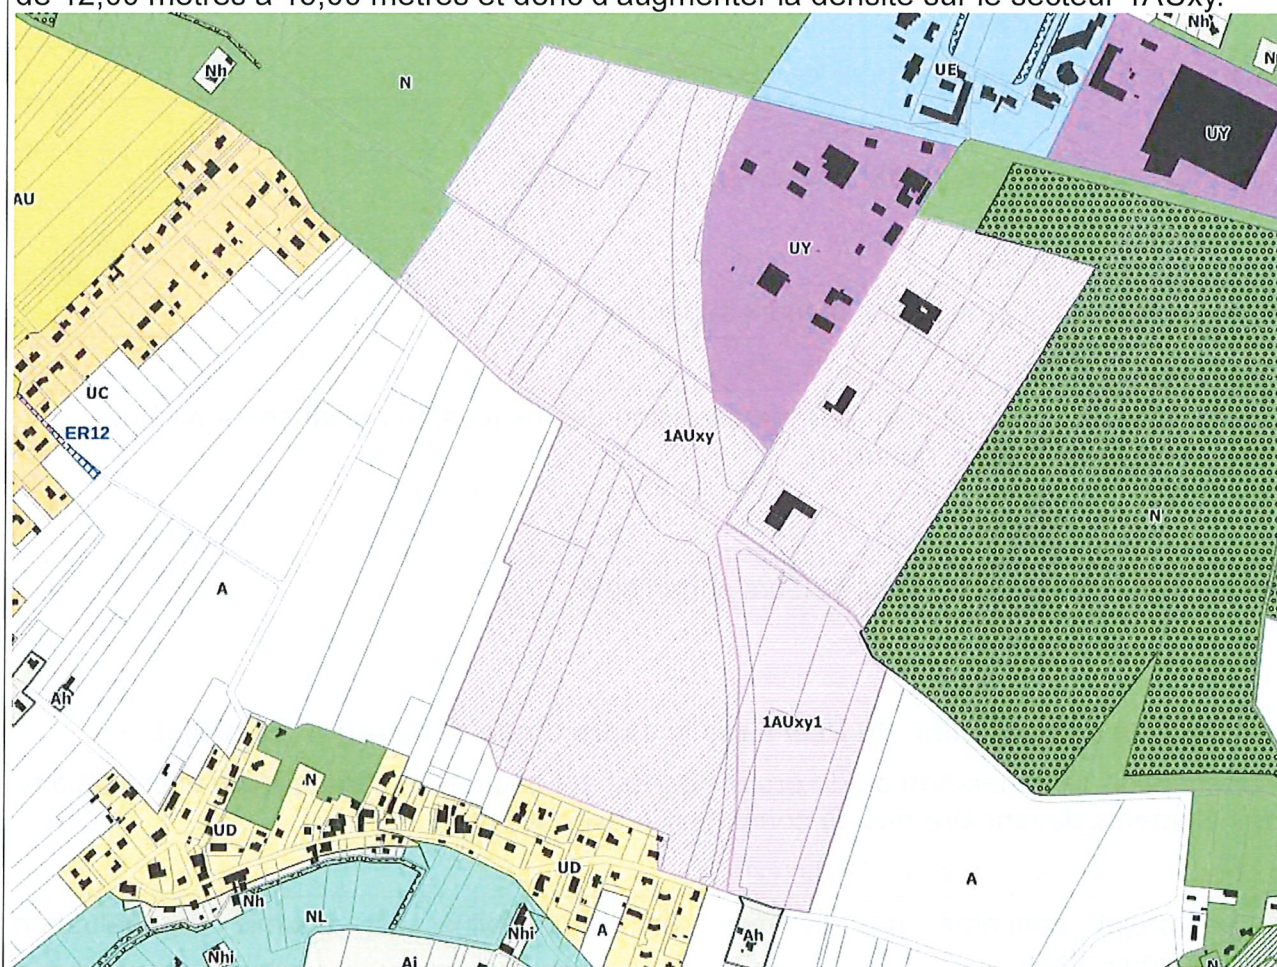 de 12,00 mètres à 15,00 mètres et donc d'augmenter la densité sur le secteur 1AUxy.
Nh
Nh
N
UE
N
UY
AU
UY
UC
1AUxy
ER12
N
A
Ah
1AUxy1
N
UD
UD
A
Nh
NL
Nhi
A
Ah
Nhi
Ai
N